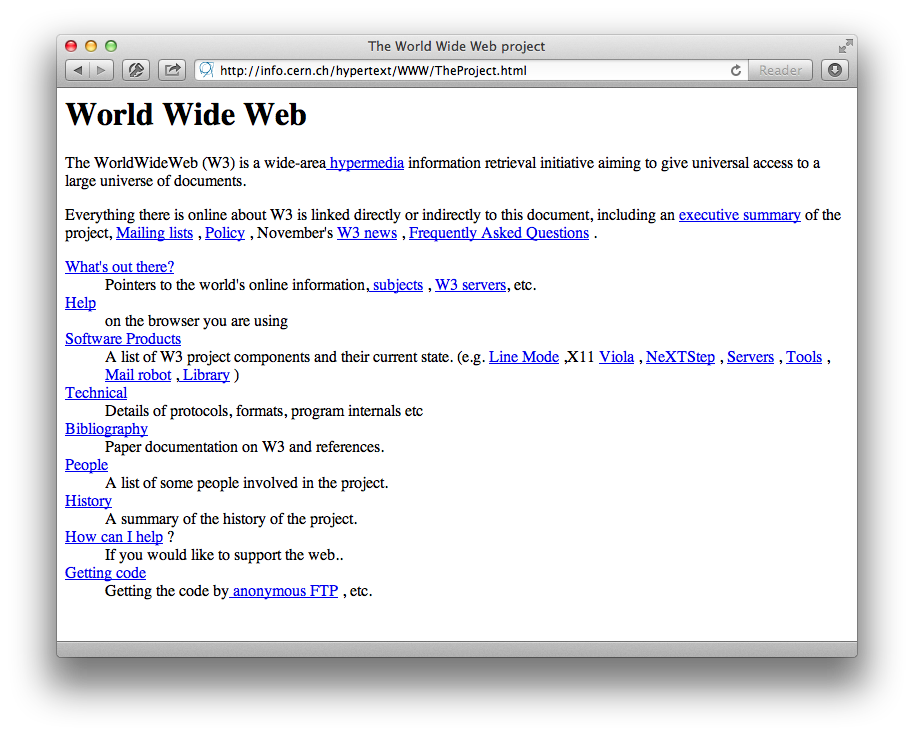 The World Wide Web project
http://info.cern.ch/hypertext/WWW/TheProject.html
Reader
World Wide Web
The WorldWideWeb (W3) is a wide-area hypermedia information retrieval initiative aiming to give universal access to a
large universe of documents.
Everything there is online about W3 is linked directly or indirectly to this document, including an executive summary of the
project, Mailing lists , Policy , November's W3 news , Frequently Asked Questions .
What's out there?
Pointers to the world's online information, subjects , W3 servers, etc.
Help
on the browser you are using
Software Products
A list of W3 project components and their current state. (e.g. Line Mode ,X11 Viola , NeXTStep , Servers , Tools ,
Mail robot , Library )
Technical
Details of protocols, formats, program internals etc
Bibliography
Paper documentation on W3 and references.
People
A list of some people involved in the project.
History
A summary of the history of the project.
How can I help ?
If you would like to support the web..
Getting code
Getting the code by anonymous FTP , etc.